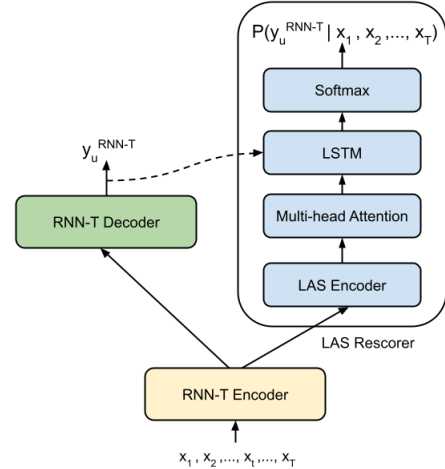 P(y_u^RNN-T | x_1, x_2,..., x_T)
Softmax
y_u^RNN-T
LSTM
RNN-T Decoder
Multi-head Attention
LAS Encoder
LAS Rescorer
RNN-T Encoder
x_1, x_2,..., x_t,..., x_T